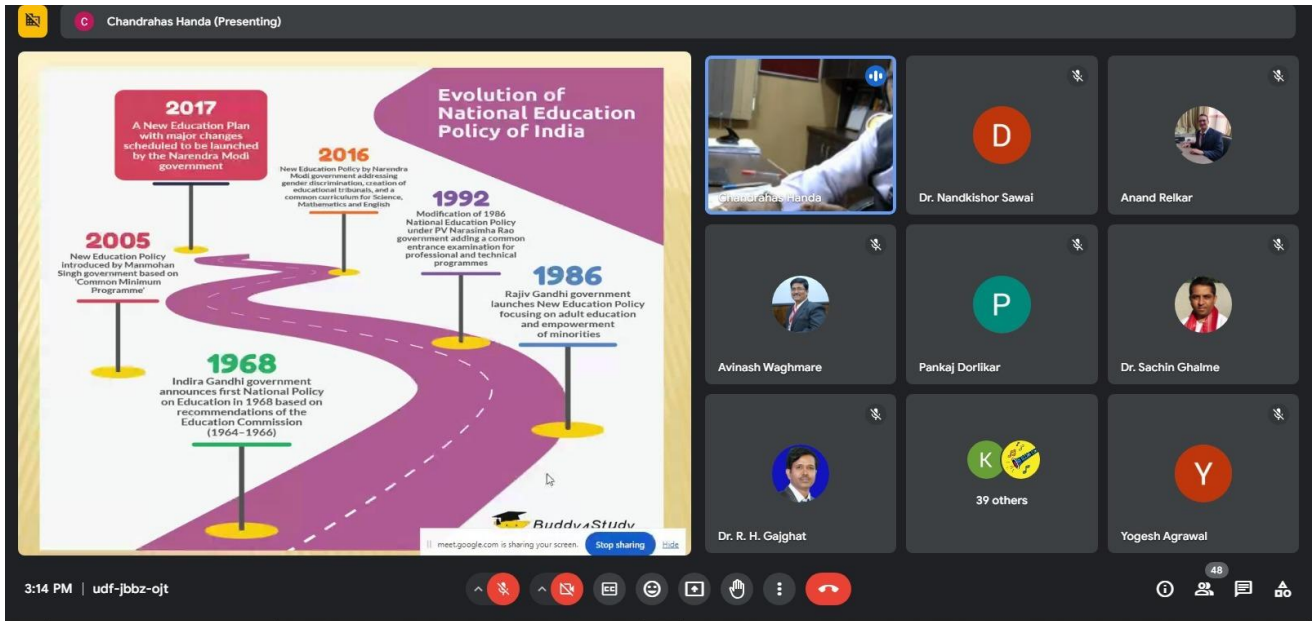 C Chandrahas Handa (Presenting)
Evolution of
National Education
Policy of India
2017
A New Education Plan
with major changes
scheduled to be launched
by the Narendra Modi
government
2016
New Education Policy by Narendra
Modi government addressing
gender discrimination, creation of
educational tribunals, and a
common curriculum for Science,
Mathematics and English
1992
Modification of 1986
National Education Policy
under PV Narasimha Rao
government adding a common
entrance examination for
professional and technical
programmes
2005
New Education Policy
introduced by Manmohan
Singh government based on
'Common Minimum
Programme'
1986
Rajiv Gandhi government
launches New Education Policy
focusing on adult education
and empowerment
of minorities
1968
Indira Gandhi government
announces first National Policy
on Education in 1968 based on
recommendations of the
Education Commission
(1964–1966)
Buddy4Study
meet.google.com is sharing your screen. Stop sharing Hide
Chandrahas Handa
D
Dr. Nandkishor Sawai
Anand Relkar
Avinash Waghmare
P
Pankaj Dorlikar
Dr. Sachin Ghalme
Dr. R. H. Gajghat
K
39 others
Y
Yogesh Agrawal
3:14 PM | udf-jbbz-ojt
CC
48